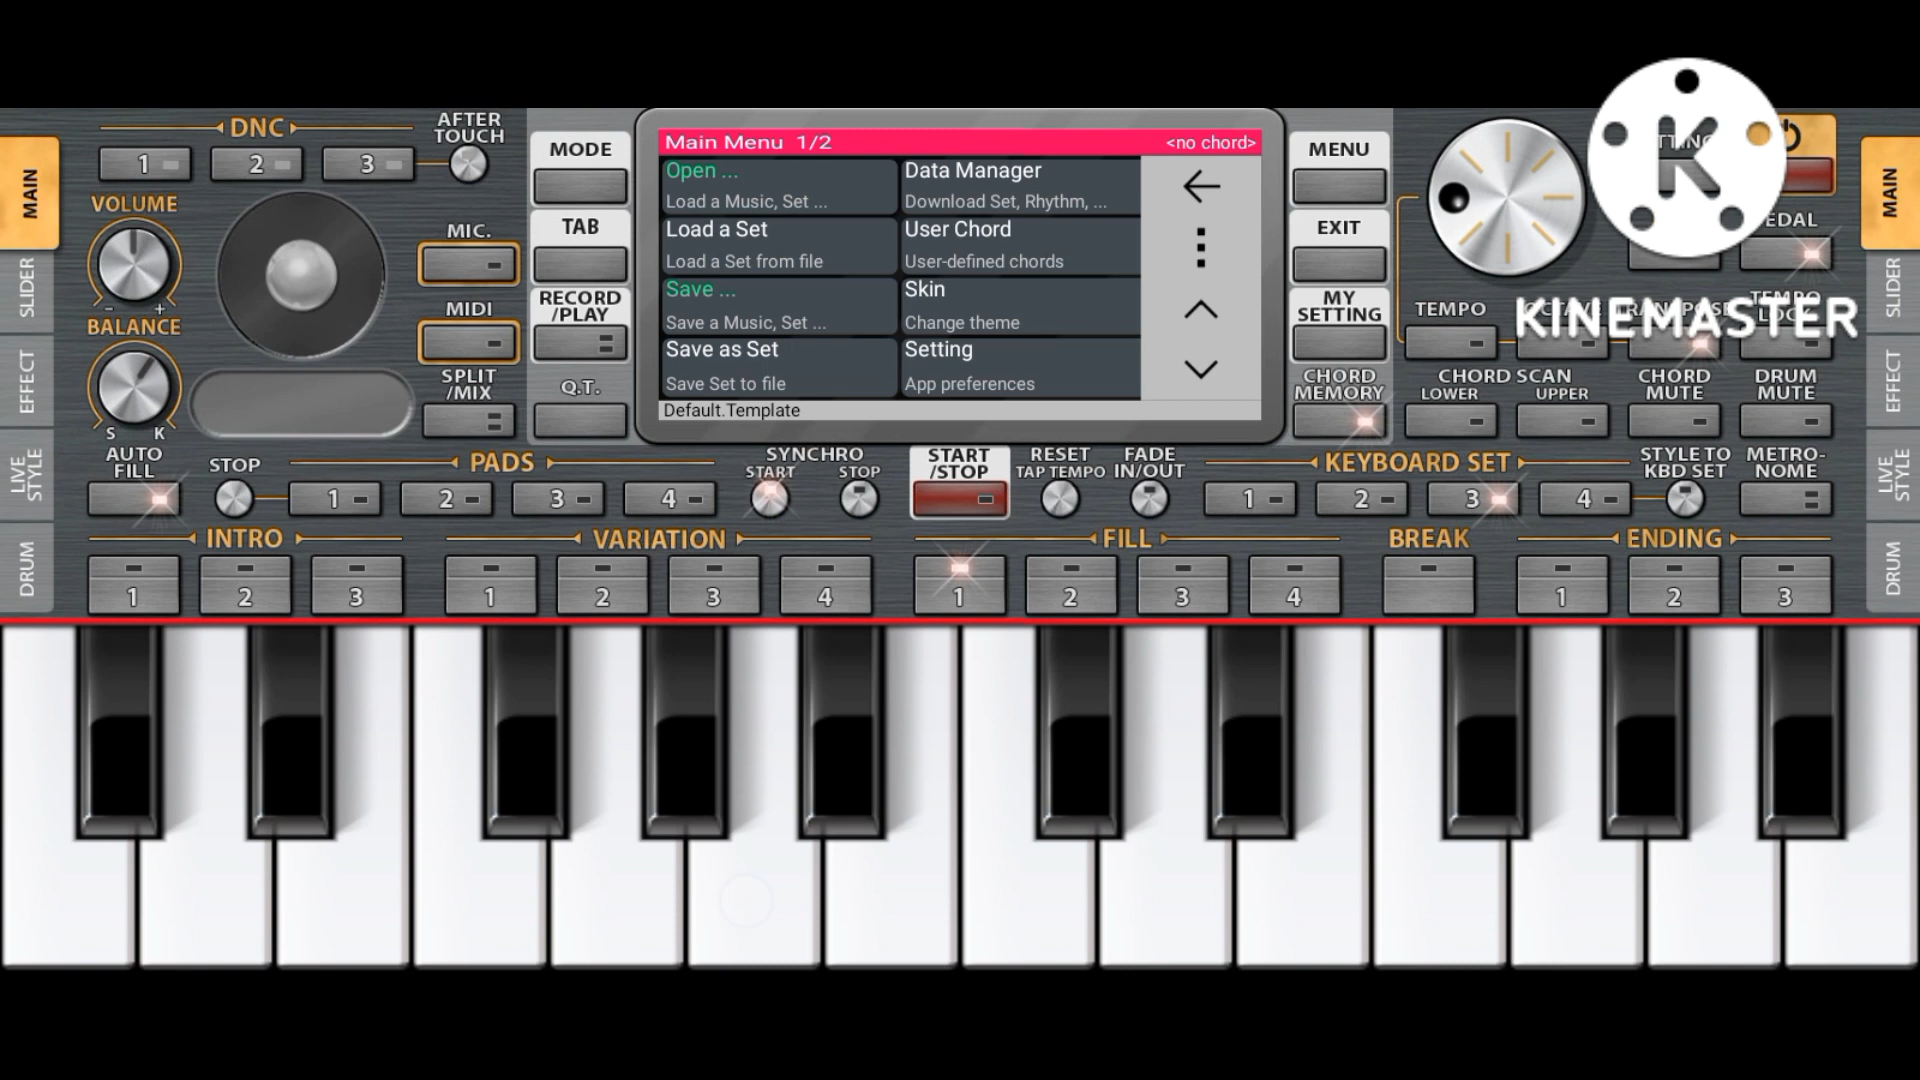 DNC
AFTER
TOUCH
1
2
3
MAIN
SLIDER
EFFECT
LIVE
STYLE
DRUM
VOLUME
- +
BALANCE
S K
MIC.
MIDI
SPLIT
/MIX
MODE
TAB
RECORD
/PLAY
Q.T.
Main Menu 1/2
<no chord>
Open ...
Load a Music, Set ...
Data Manager
Download Set, Rhythm, ...
Load a Set
Load a Set from file
User Chord
User-defined chords
Save ...
Save a Music, Set ...
Skin
Change theme
Save as Set
Save Set to file
Setting
App preferences
Default.Template
MENU
EXIT
MY
SETTING
CHORD
MEMORY
K
KINEMASTER
TEMPO
CHORD SCAN
LOWER UPPER
CHORD
MUTE
DRUM
MUTE
MAIN
SLIDER
EFFECT
LIVE
STYLE
DRUM
AUTO
FILL
STOP
PADS
1
2
3
4
SYNCHRO
START STOP
START
/STOP
RESET
TAP TEMPO
FADE
IN/OUT
KEYBOARD SET
1
2
3
4
STYLE TO
KBD SET
METRO-
NOME
INTRO
1
2
3
VARIATION
1
2
3
4
FILL
1
2
3
4
BREAK
ENDING
1
2
3